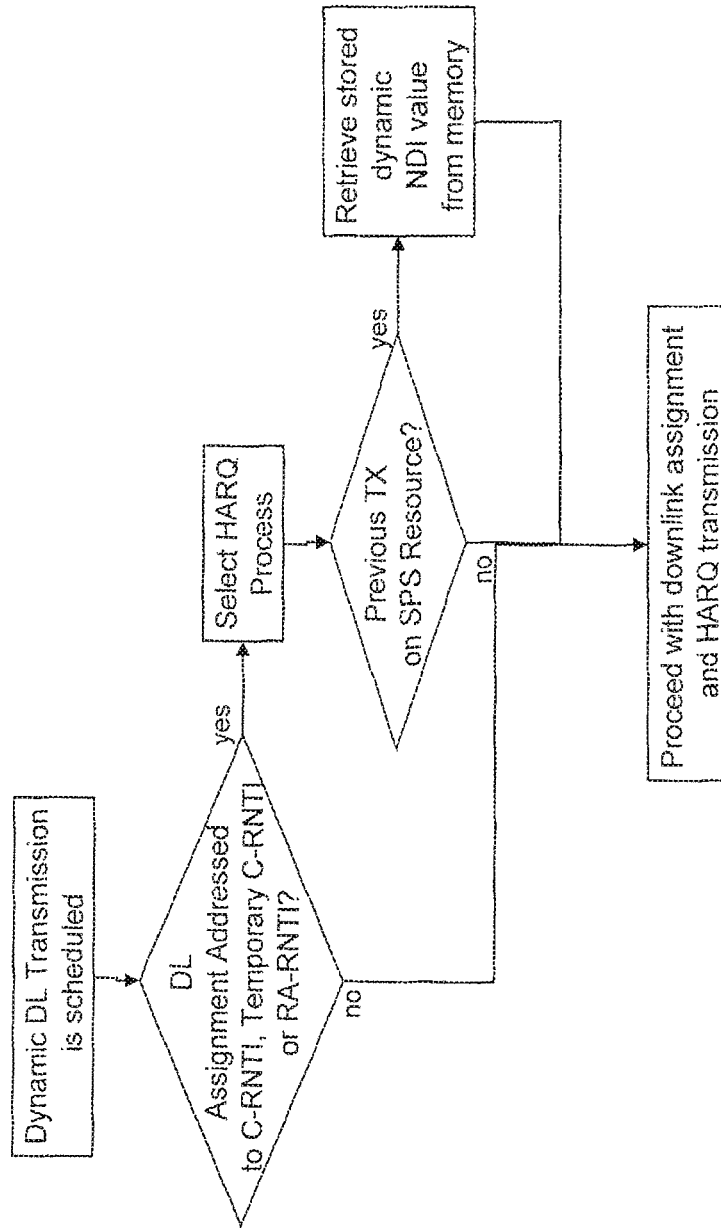 Dynamic DL Transmission
is scheduled
DL
Assignment Addressed
to C-RNTI, Temporary C-RNTI
or RA-RNTI?
yes
no
Select HARQ
Process
Previous TX
on SPS Resource?
yes
no
Retrieve stored
dynamic
NDI value
from memory
Proceed with downlink assignment
and HARQ transmission